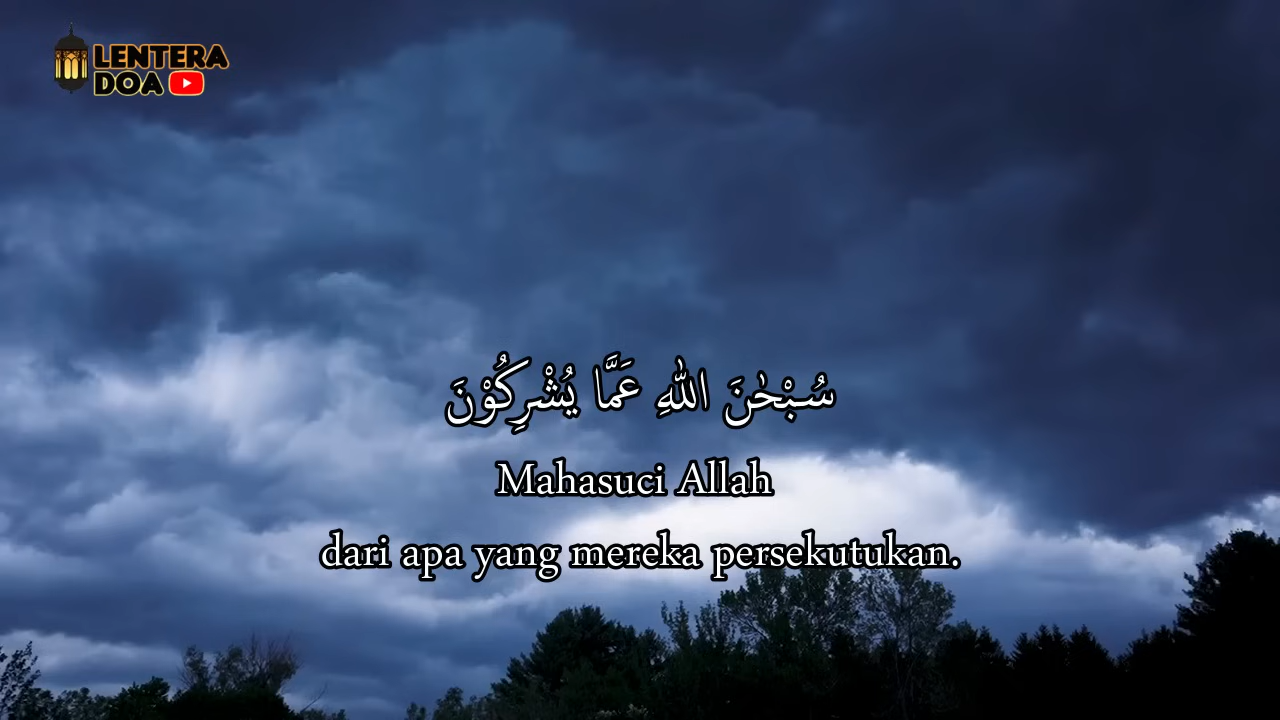 LENTERA
DOA
سُبْحٰنَ اللّٰهِ عَمَّا يُشْرِكُوْنَ
Mahasuci Allah
dari apa yang mereka persekutukan.